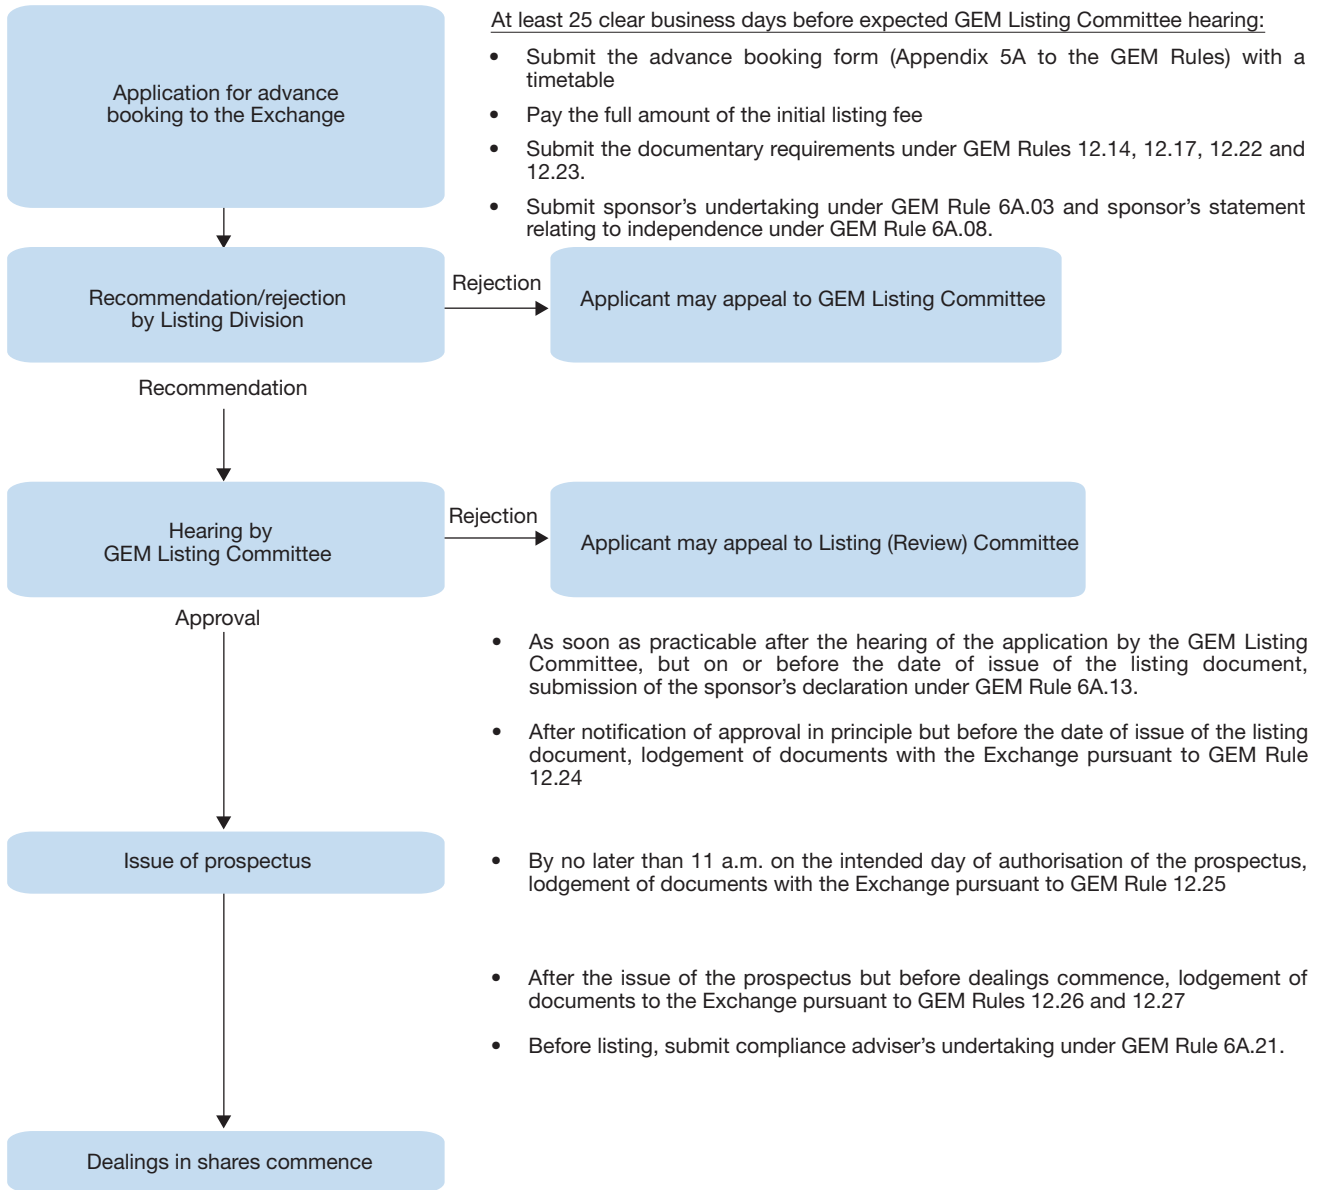 At least 25 clear business days before expected GEM Listing Committee hearing:
• Submit the advance booking form (Appendix 5A to the GEM Rules) with a
timetable
• Pay the full amount of the initial listing fee
• Submit the documentary requirements under GEM Rules 12.14, 12.17, 12.22 and
12.23.
• Submit sponsor's undertaking under GEM Rule 6A.03 and sponsor's statement
relating to independence under GEM Rule 6A.08.
Application for advance
booking to the Exchange
Recommendation/rejection
by Listing Division
Rejection
Applicant may appeal to GEM Listing Committee
Recommendation
Hearing by
GEM Listing Committee
Rejection
Applicant may appeal to Listing (Review) Committee
Approval
• As soon as practicable after the hearing of the application by the GEM Listing
Committee, but on or before the date of issue of the listing document,
submission of the sponsor's declaration under GEM Rule 6A.13.
• After notification of approval in principle but before the date of issue of the listing
document, lodgement of documents with the Exchange pursuant to GEM Rule
12.24
Issue of prospectus
• By no later than 11 a.m. on the intended day of authorisation of the prospectus,
lodgement of documents with the Exchange pursuant to GEM Rule 12.25
• After the issue of the prospectus but before dealings commence, lodgement of
documents to the Exchange pursuant to GEM Rules 12.26 and 12.27
• Before listing, submit compliance adviser's undertaking under GEM Rule 6A.21.
Dealings in shares commence